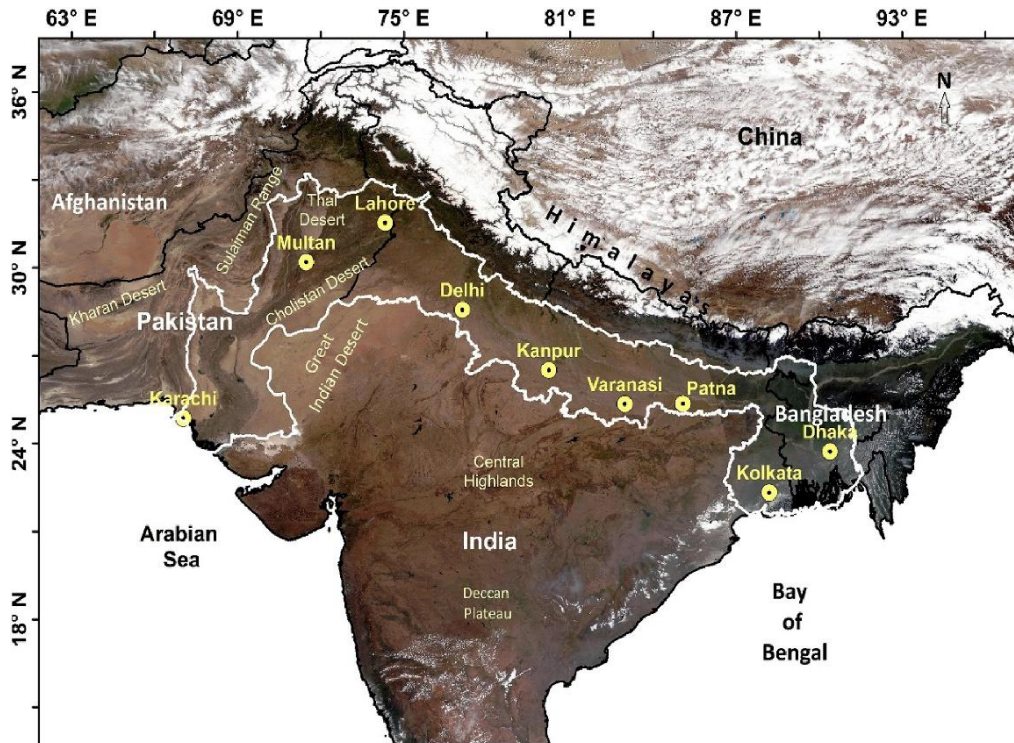 63° E
69° E
75° E
81° E
87° E
93° E
36° N
30° N
24° N
18° N
N
China
Afghanistan
Sulaiman Range
Thal
Desert
Lahore
Multan
Himalayas
Kharan Desert
Cholistan Desert
Pakistan
Delhi
Great
Indian Desert
Kanpur
Karachi
Varanasi
Patna
Bangladesh
Dhaka
Central
Highlands
Kolkata
Arabian
Sea
India
Deccan
Plateau
Bay
of
Bengal